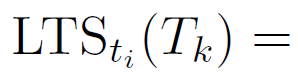 LTS_{t_i}(T_k) =